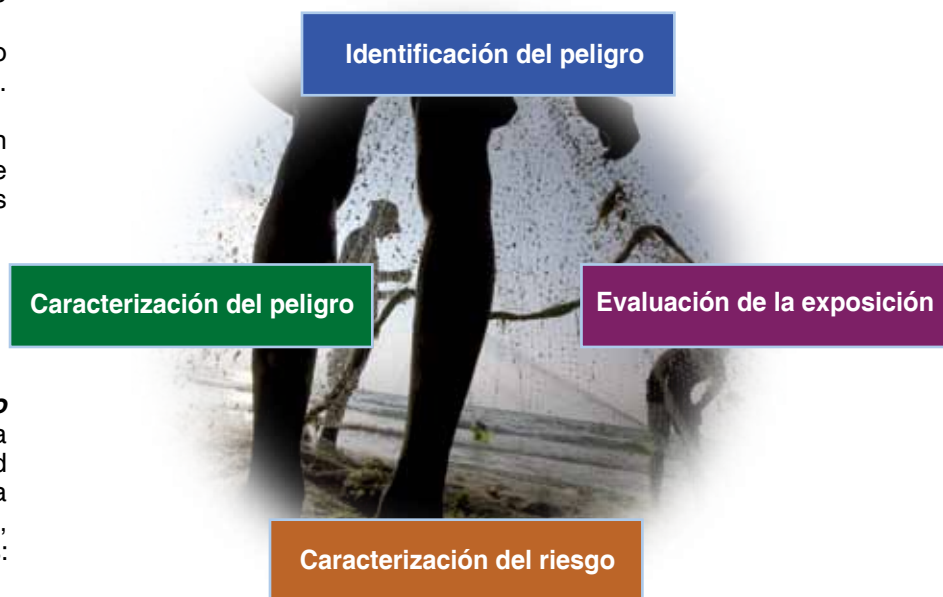 Identificación del peligro
Caracterización del peligro
Evaluación de la exposición
Caracterización del riesgo